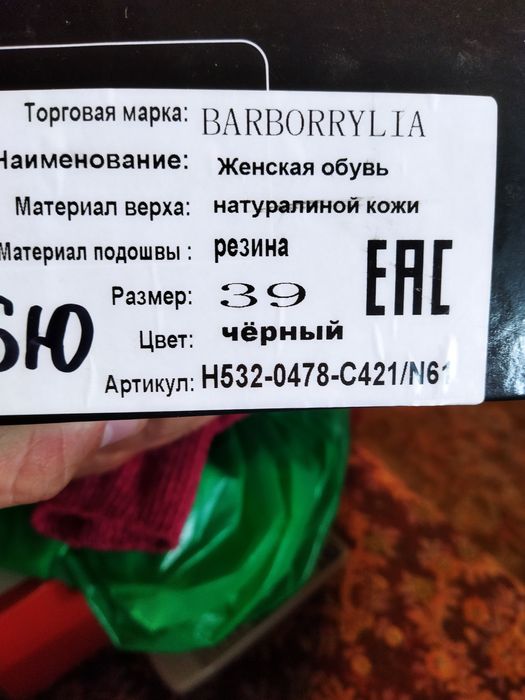 Торговая марка: BARBORRYLIA
Наименование: Женская обувь
Материал верха: натуралиной кожи
Материал подошвы : резина
Размер: 39
EAC
Цвет: чёрный
Артикул: H532-0478-C421/N61